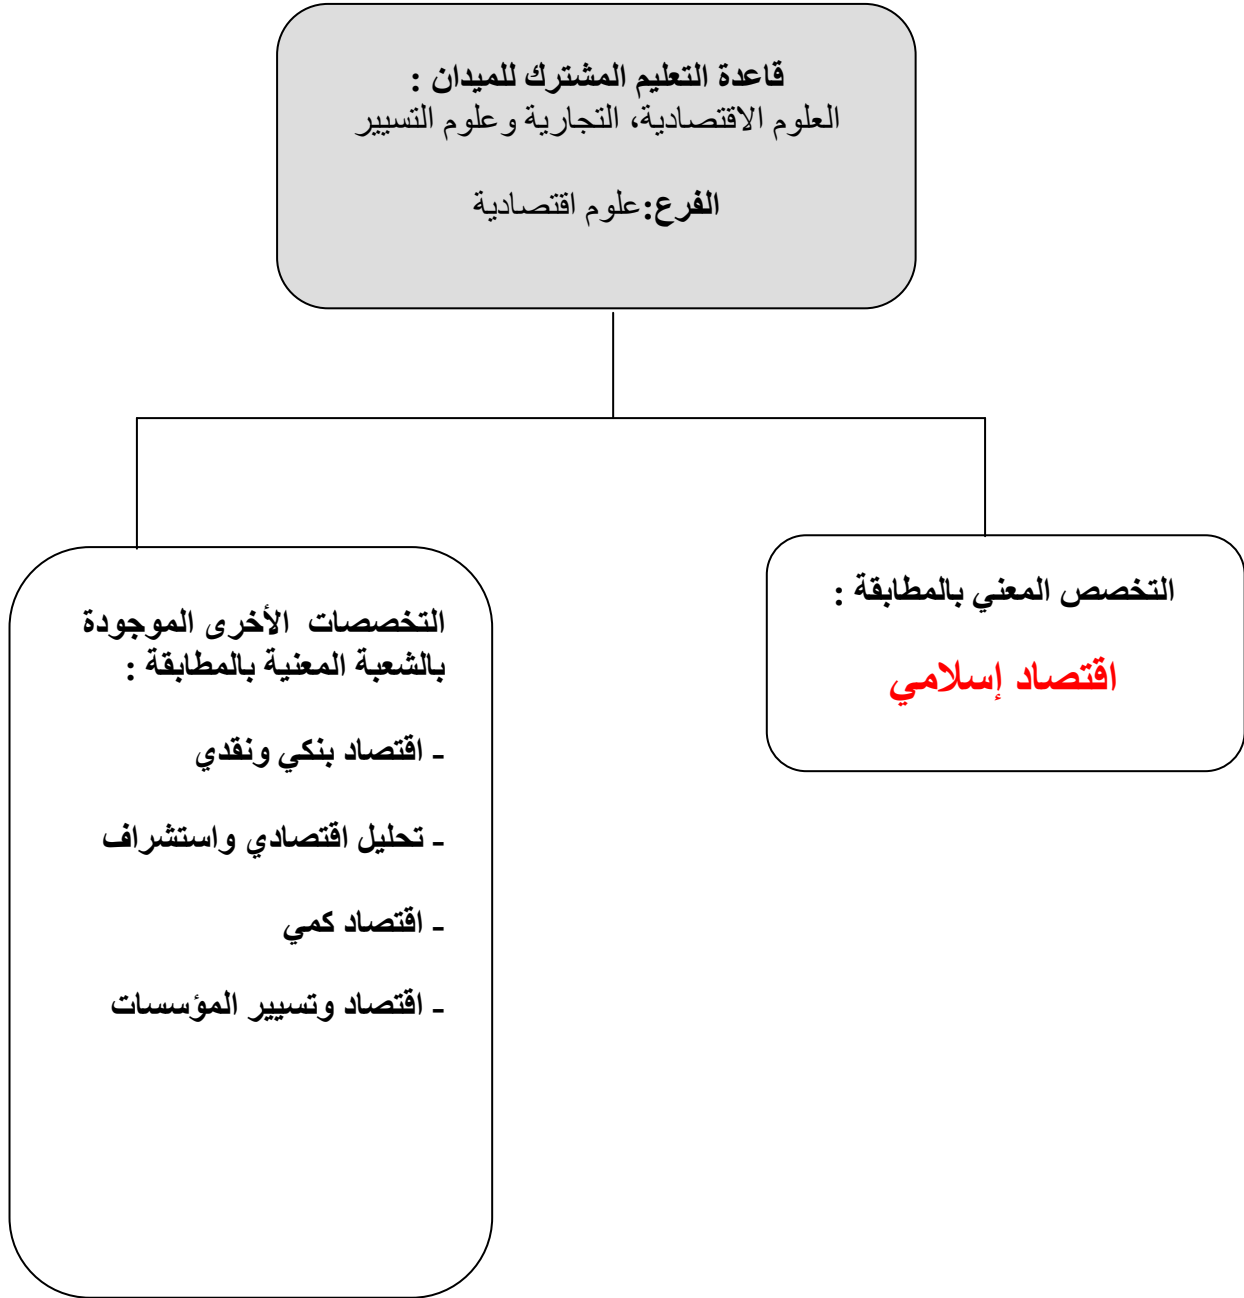 قاعدة التعليم المشترك للميدان :
العلوم الاقتصادية، التجارية وعلوم التسيير
الفرع:علوم اقتصادية
التخصص المعني بالمطابقة :
اقتصاد إسلامي
التخصصات الأخرى الموجودة
بالشعبة المعنية بالمطابقة :
- اقتصاد بنكي ونقدي
- تحليل اقتصادي واستشراف
- اقتصاد كمي
- اقتصاد وتسيير المؤسسات